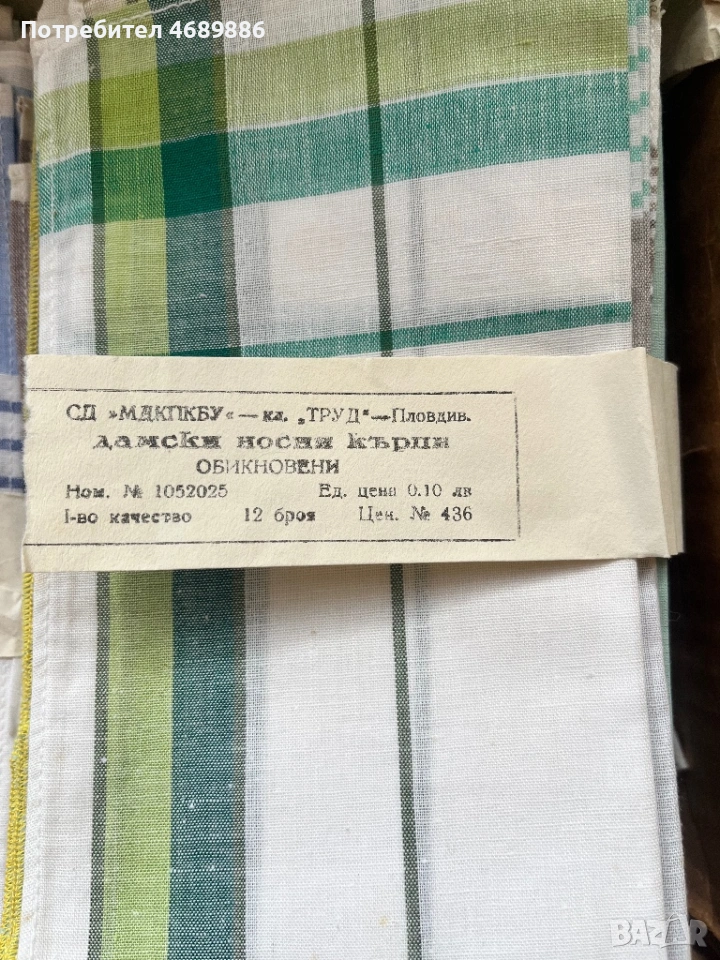 Потребител 4689886
СД »МДКПКБУ« — кл. „ТРУД" — Пловдив.
дамски носни кърпи
ОБИКНОВЕНИ
Ном. № 1052025 Ед. цена 0.10 лв
I-во качество 12 броя Цен. № 436
BAZAR